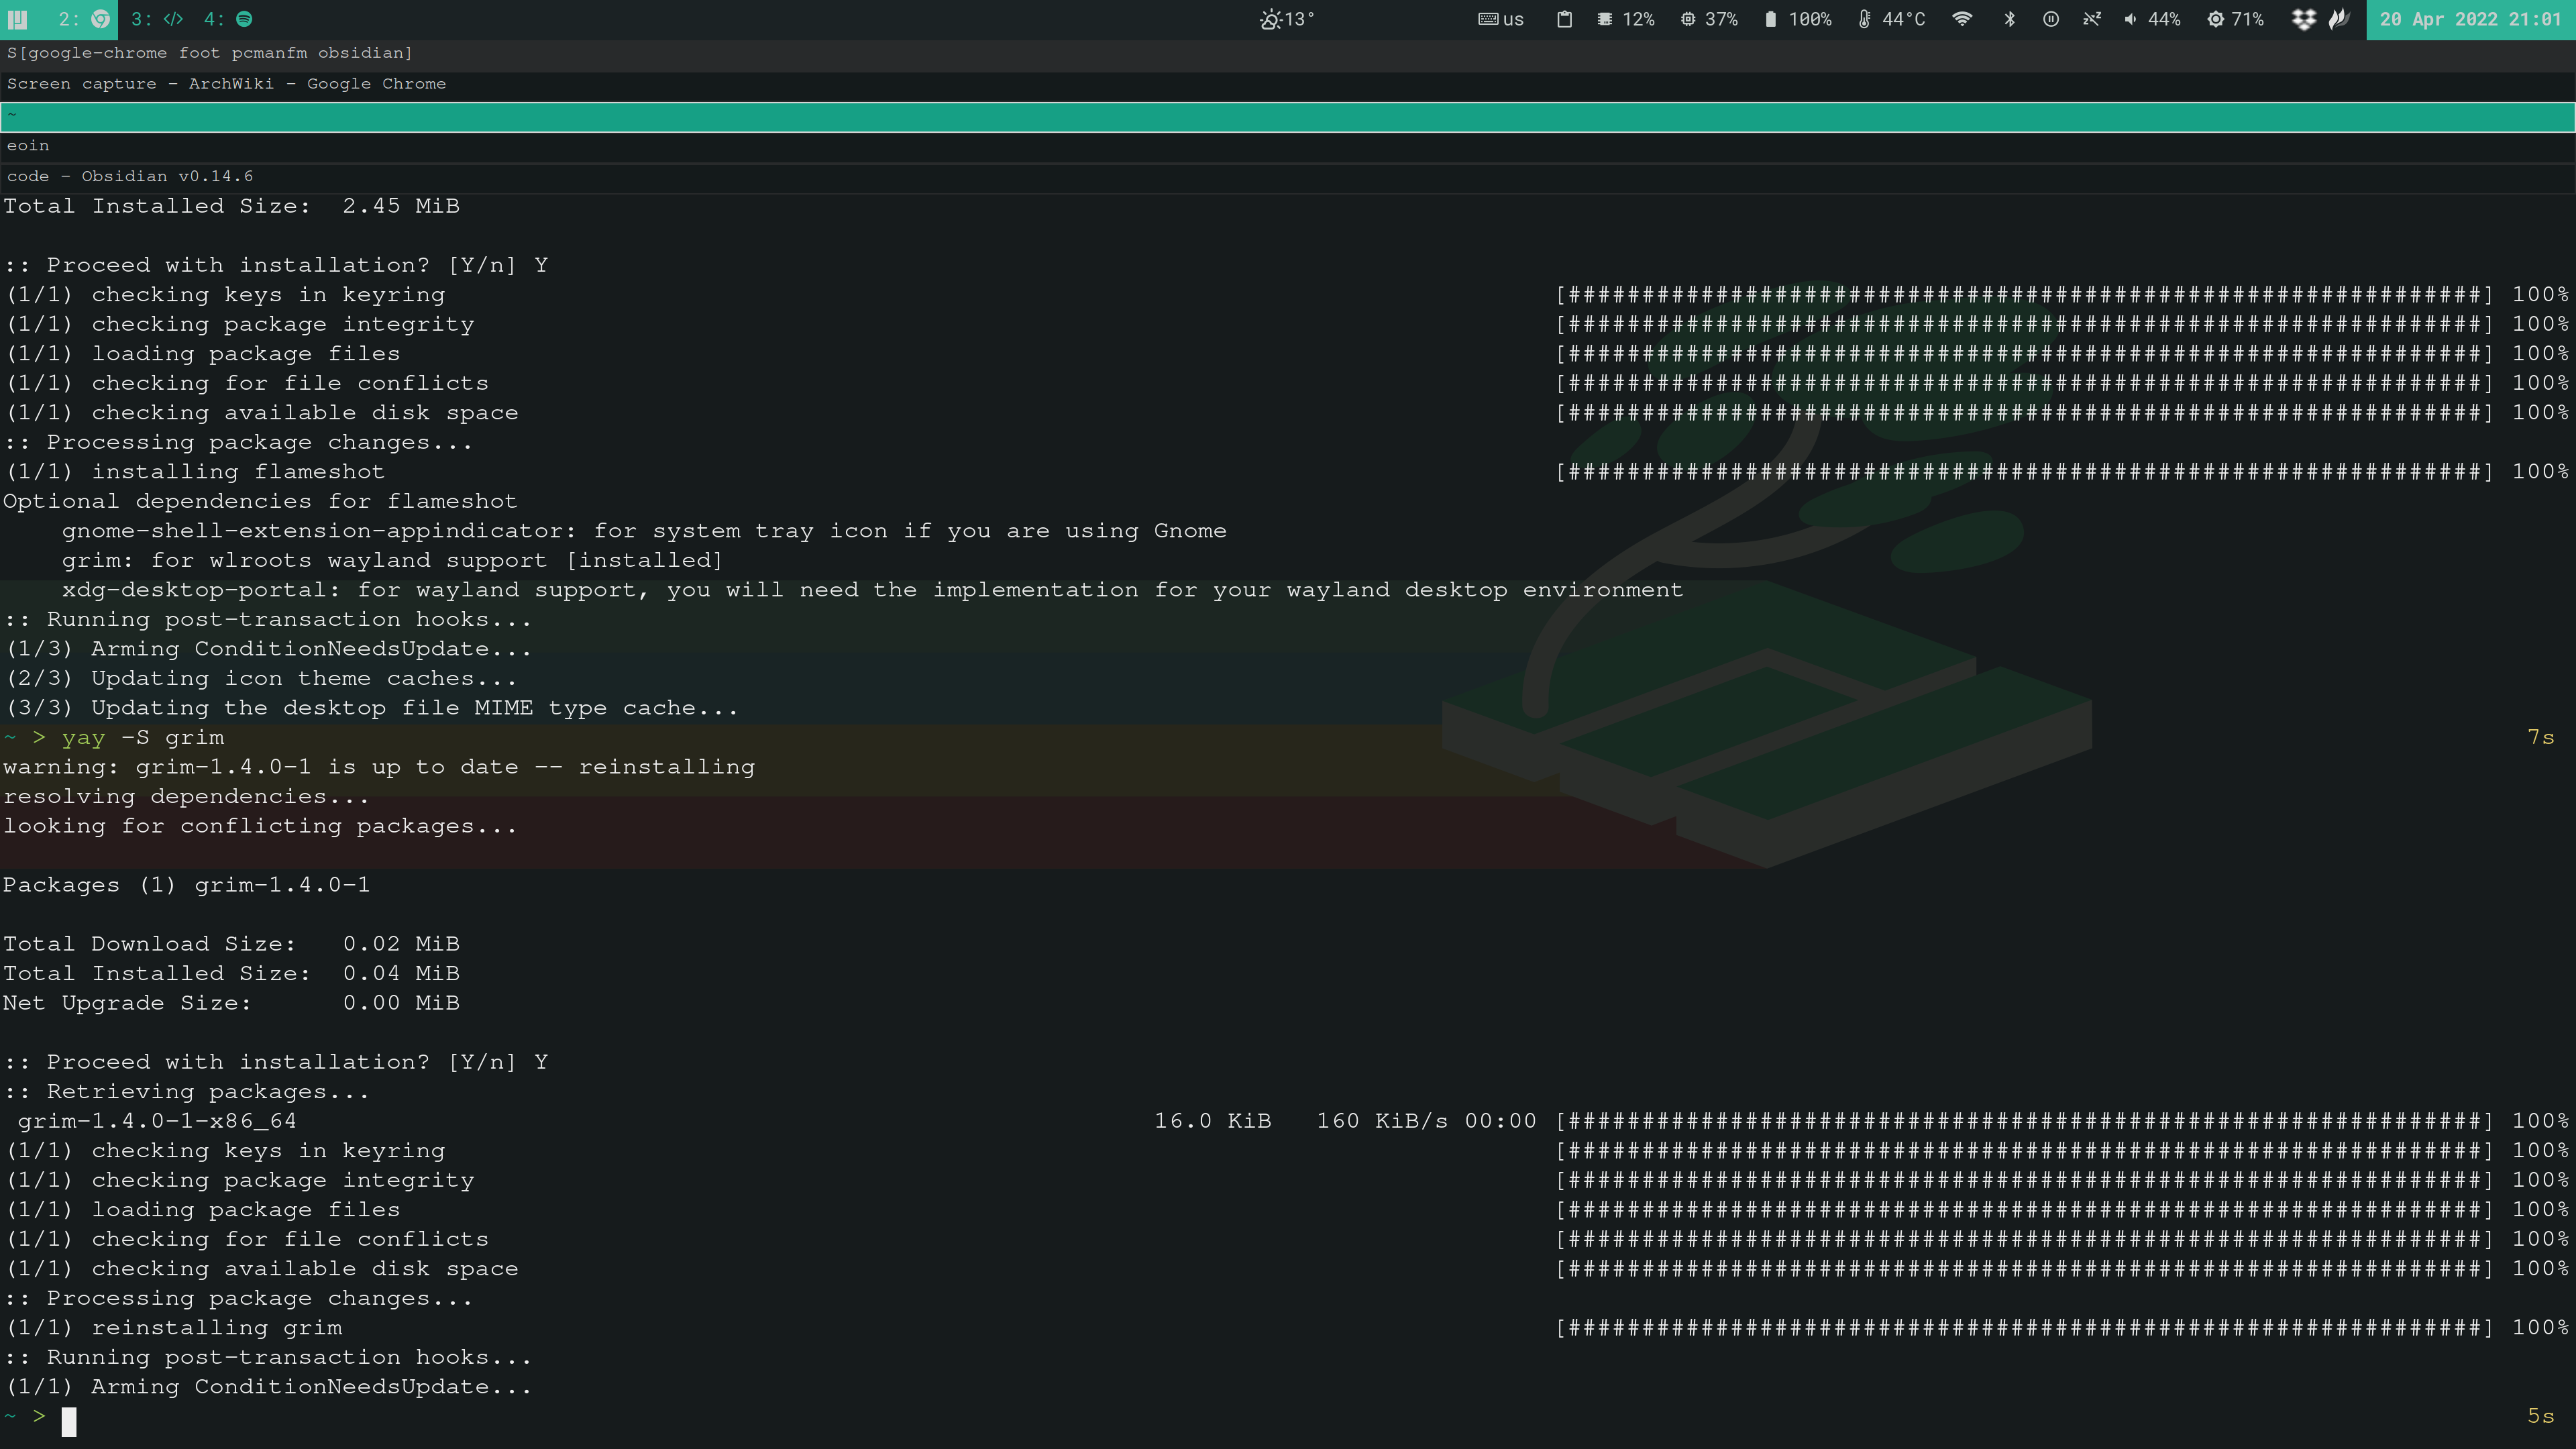 2: 3: </> 4: 13° us 12% 37% 100% 44°C 44% 71% 20 Apr 2022 21:01
S[google-chrome foot pcmanfm obsidian]
Screen capture - ArchWiki - Google Chrome
~
eoin
code - Obsidian v0.14.6
Total Installed Size:  2.45 MiB
:: Proceed with installation? [Y/n] Y
(1/1) checking keys in keyring [##############################################################] 100%
(1/1) checking package integrity [##############################################################] 100%
(1/1) loading package files [##############################################################] 100%
(1/1) checking for file conflicts [##############################################################] 100%
(1/1) checking available disk space [##############################################################] 100%
:: Processing package changes...
(1/1) installing flameshot [##############################################################] 100%
Optional dependencies for flameshot
    gnome-shell-extension-appindicator: for system tray icon if you are using Gnome
    grim: for wlroots wayland support [installed]
    xdg-desktop-portal: for wayland support, you will need the implementation for your wayland desktop environment
:: Running post-transaction hooks...
(1/3) Arming ConditionNeedsUpdate...
(2/3) Updating icon theme caches...
(3/3) Updating the desktop file MIME type cache...
~ > yay -S grim 7s
warning: grim-1.4.0-1 is up to date -- reinstalling
resolving dependencies...
looking for conflicting packages...
Packages (1) grim-1.4.0-1
Total Download Size:   0.02 MiB
Total Installed Size:  0.04 MiB
Net Upgrade Size:      0.00 MiB
:: Proceed with installation? [Y/n] Y
:: Retrieving packages...
 grim-1.4.0-1-x86_64 16.0 KiB   160 KiB/s 00:00 [##############################################################] 100%
(1/1) checking keys in keyring [##############################################################] 100%
(1/1) checking package integrity [##############################################################] 100%
(1/1) loading package files [##############################################################] 100%
(1/1) checking for file conflicts [##############################################################] 100%
(1/1) checking available disk space [##############################################################] 100%
:: Processing package changes...
(1/1) reinstalling grim [##############################################################] 100%
:: Running post-transaction hooks...
(1/1) Arming ConditionNeedsUpdate...
~ > 5s